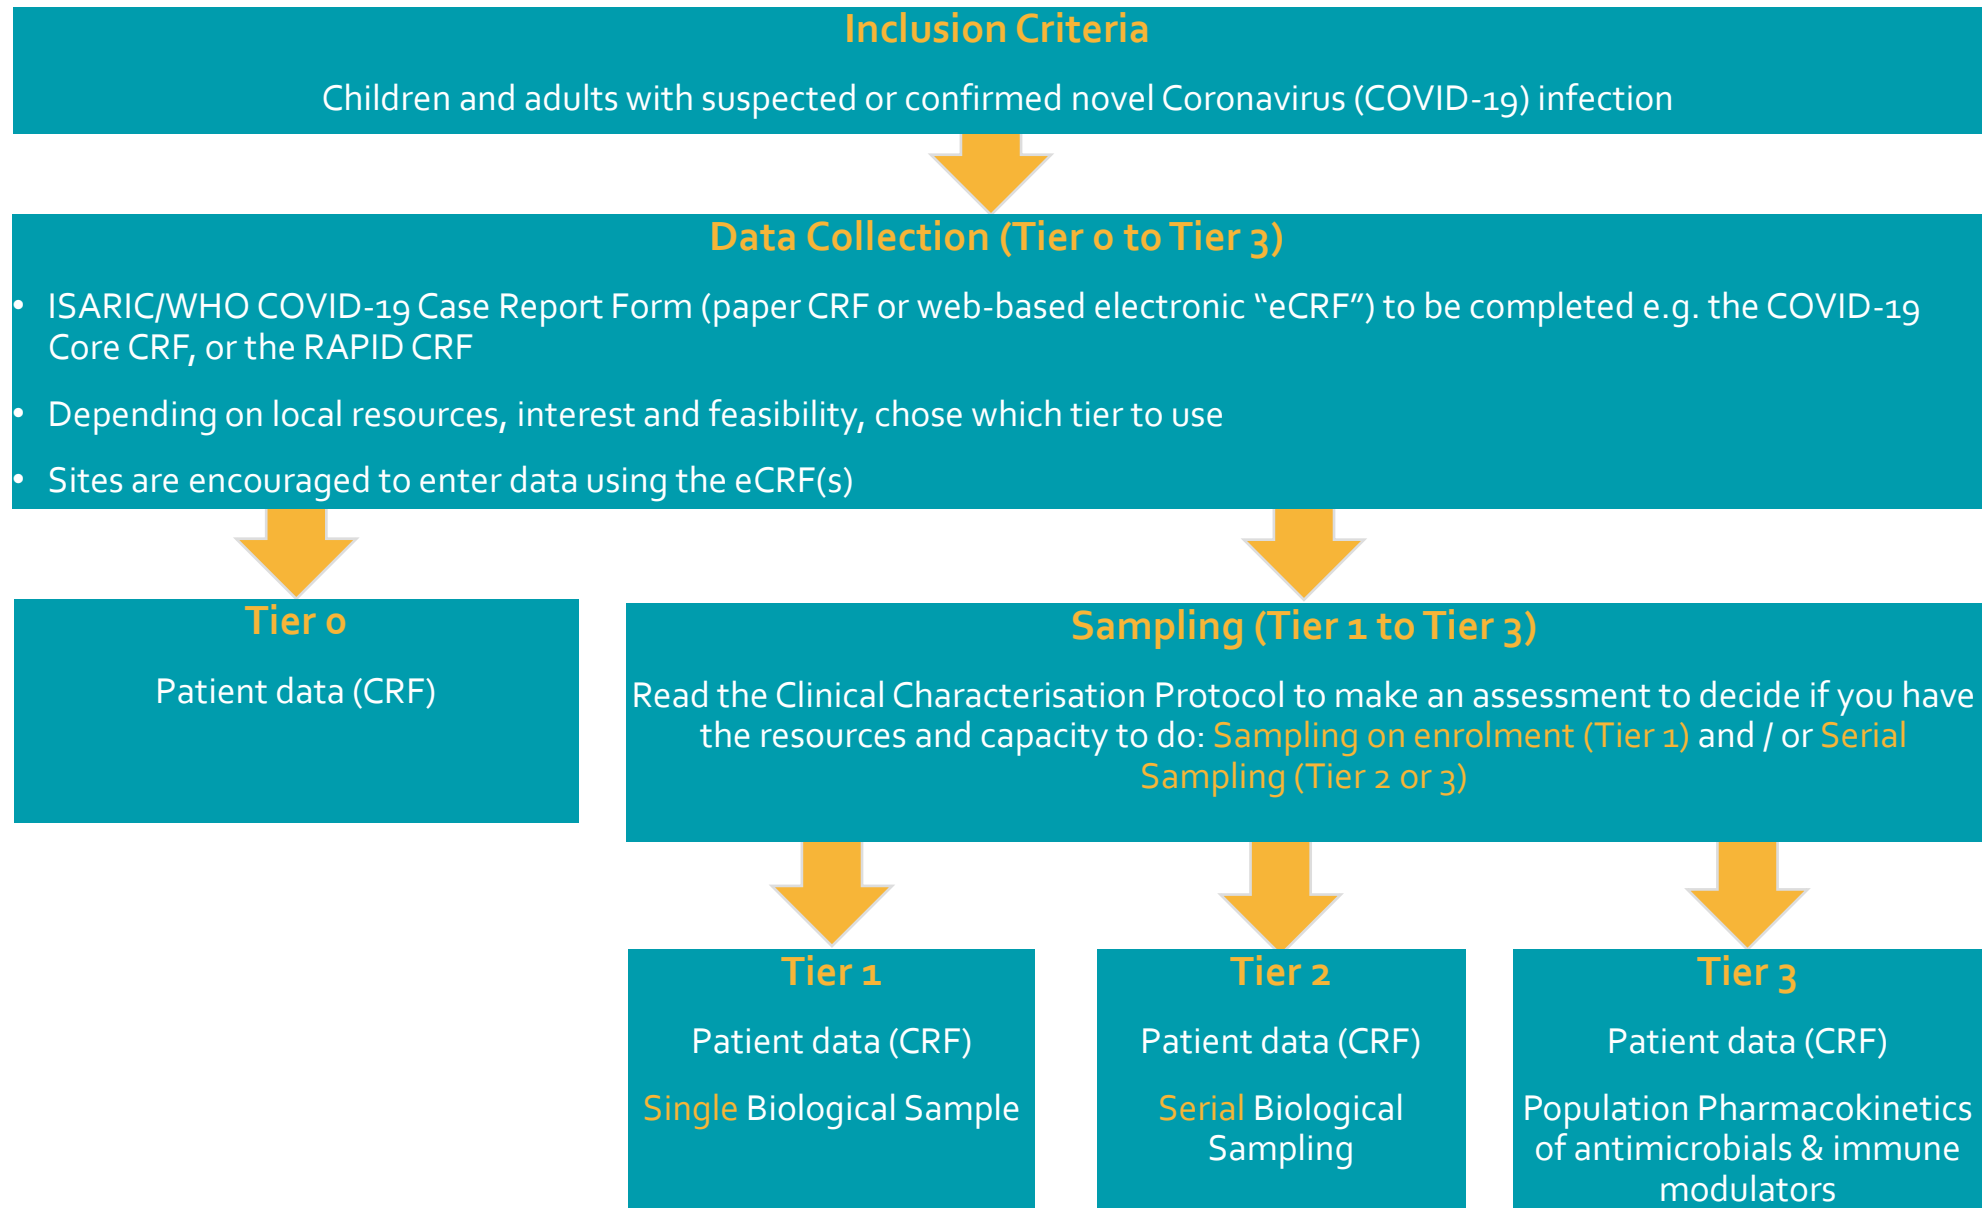 Inclusion Criteria
Children and adults with suspected or confirmed novel Coronavirus (COVID-19) infection
Data Collection (Tier 0 to Tier 3)
• ISARIC/WHO COVID-19 Case Report Form (paper CRF or web-based electronic “eCRF”) to be completed e.g. the COVID-19
Core CRF, or the RAPID CRF
• Depending on local resources, interest and feasibility, chose which tier to use
• Sites are encouraged to enter data using the eCRF(s)
Tier 0
Patient data (CRF)
Sampling (Tier 1 to Tier 3)
Read the Clinical Characterisation Protocol to make an assessment to decide if you have
the resources and capacity to do: Sampling on enrolment (Tier 1) and / or Serial
Sampling (Tier 2 or 3)
Tier 1
Patient data (CRF)
Single Biological Sample
Tier 2
Patient data (CRF)
Serial Biological
Sampling
Tier 3
Patient data (CRF)
Population Pharmacokinetics
of antimicrobials & immune
modulators